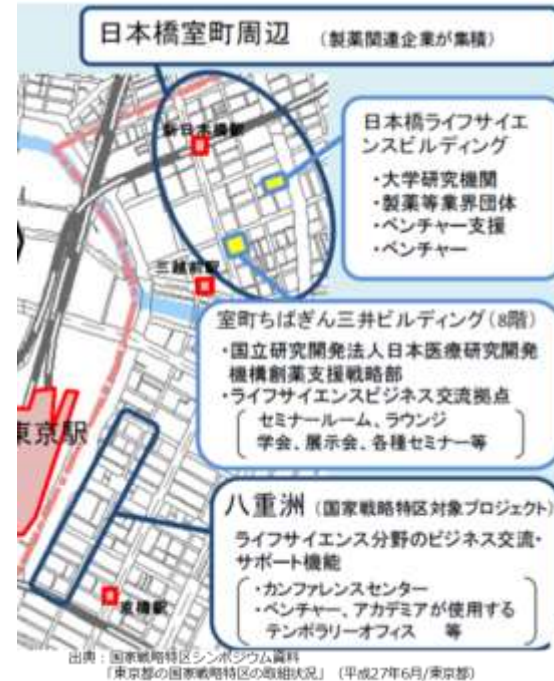 日本橋室町周辺 (製薬関連企業が集積)
新日本橋駅
日本橋ライフサイエ
ンスビルディング
・大学研究機関
・製薬等業界団体
・ベンチャー支援
・ベンチャー
三越前駅
室町ちばぎん三井ビルディング(8階)
・国立研究開発法人日本医療研究開発
機構創薬支援戦略部
・ライフサイエンスビジネス交流拠点
セミナールーム、ラウンジ
学会、展示会、各種セミナー等
東京駅
八重洲 (国家戦略特区対象プロジェクト)
ライフサイエンス分野のビジネス交流・
サポート機能
・カンファレンスセンター
・ベンチャー、アカデミアが使用する
テンポラリーオフィス 等
京橋駅
出典:国家戦略特区シンポジウム資料
「東京都の国家戦略特区の取組状況」 (平成27年6月/東京都)